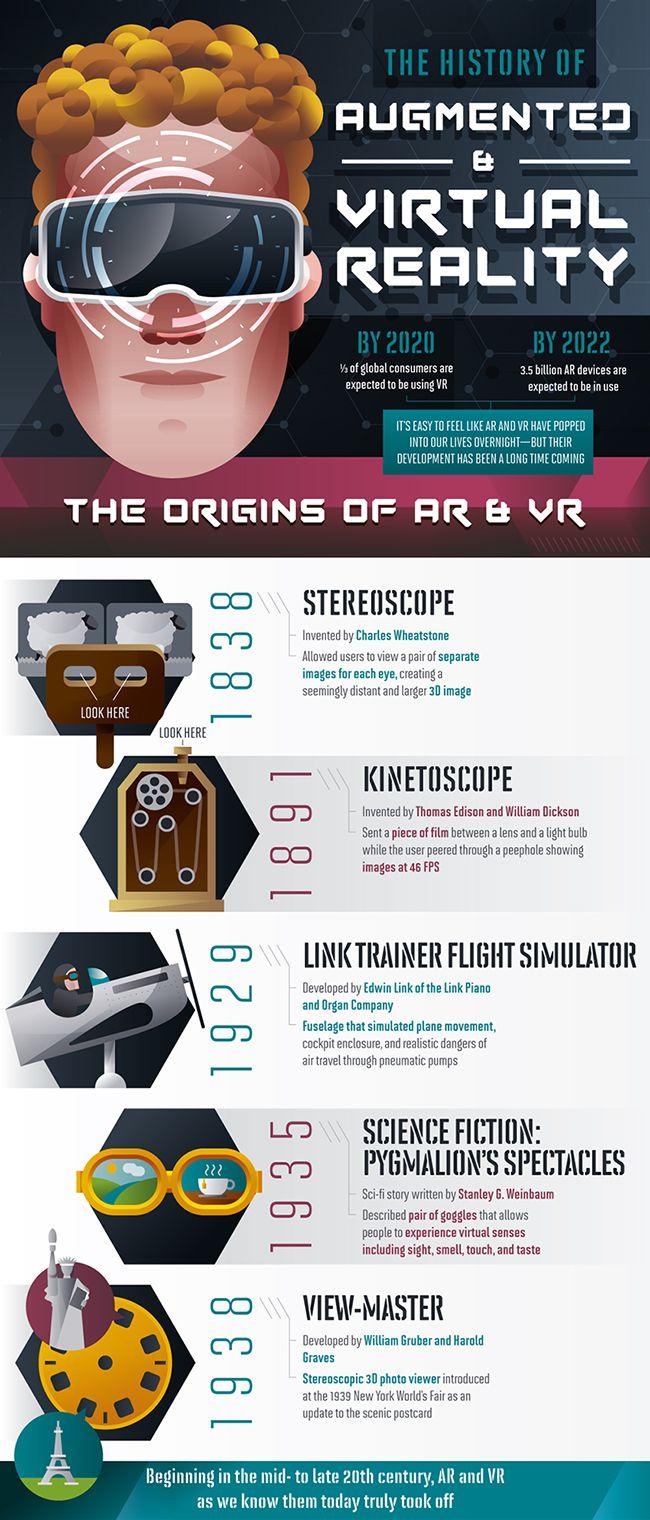 THE HISTORY OF
AUGMENTED
&
VIRTUAL
REALITY
BY 2020
⅓ of global consumers are
expected to be using VR
BY 2022
3.5 billion AR devices are
expected to be in use
IT'S EASY TO FEEL LIKE AR AND VR HAVE POPPED
INTO OUR LIVES OVERNIGHT—BUT THEIR
DEVELOPMENT HAS BEEN A LONG TIME COMING
THE ORIGINS OF AR & VR
LOOK HERE
1838
STEREOSCOPE
Invented by Charles Wheatstone
Allowed users to view a pair of separate
images for each eye, creating a
seemingly distant and larger 3D image
LOOK HERE
1891
KINETOSCOPE
Invented by Thomas Edison and William Dickson
Sent a piece of film between a lens and a light bulb
while the user peered through a peephole showing
images at 46 FPS
1929
LINK TRAINER FLIGHT SIMULATOR
Developed by Edwin Link of the Link Piano
and Organ Company
Fuselage that simulated plane movement,
cockpit enclosure, and realistic dangers of
air travel through pneumatic pumps
1935
SCIENCE FICTION:
PYGMALION'S SPECTACLES
Sci-fi story written by Stanley G. Weinbaum
Described pair of goggles that allows
people to experience virtual senses
including sight, smell, touch, and taste
1938
VIEW-MASTER
Developed by William Gruber and Harold
Graves
Stereoscopic 3D photo viewer introduced
at the 1939 New York World's Fair as an
update to the scenic postcard
Beginning in the mid- to late 20th century, AR and VR
as we know them today truly took off